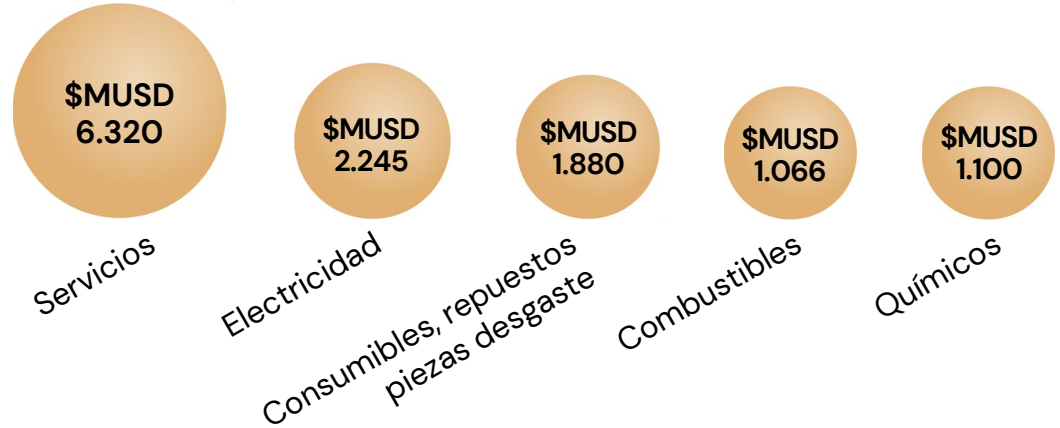 $MUSD
6.320
$MUSD
2.245
$MUSD
1.880
$MUSD
1.066
$MUSD
1.100
Servicios
Electricidad
Consumibles, repuestos
piezas desgaste
Combustibles
Químicos